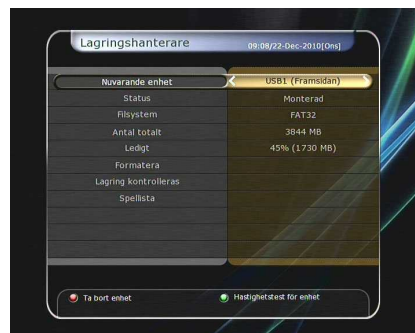 Lagringshanterare 09:08/22-Dec-2010[Ons]
Nuvarande enhet USB1 (Framsidan)
Status Monterad
Filsystem FAT32
Antal totalt 3844 MB
Ledigt 45% (1730 MB)
Formatera
Lagring kontrolleras
Spellista
Ta bort enhet Hastighetstest för enhet